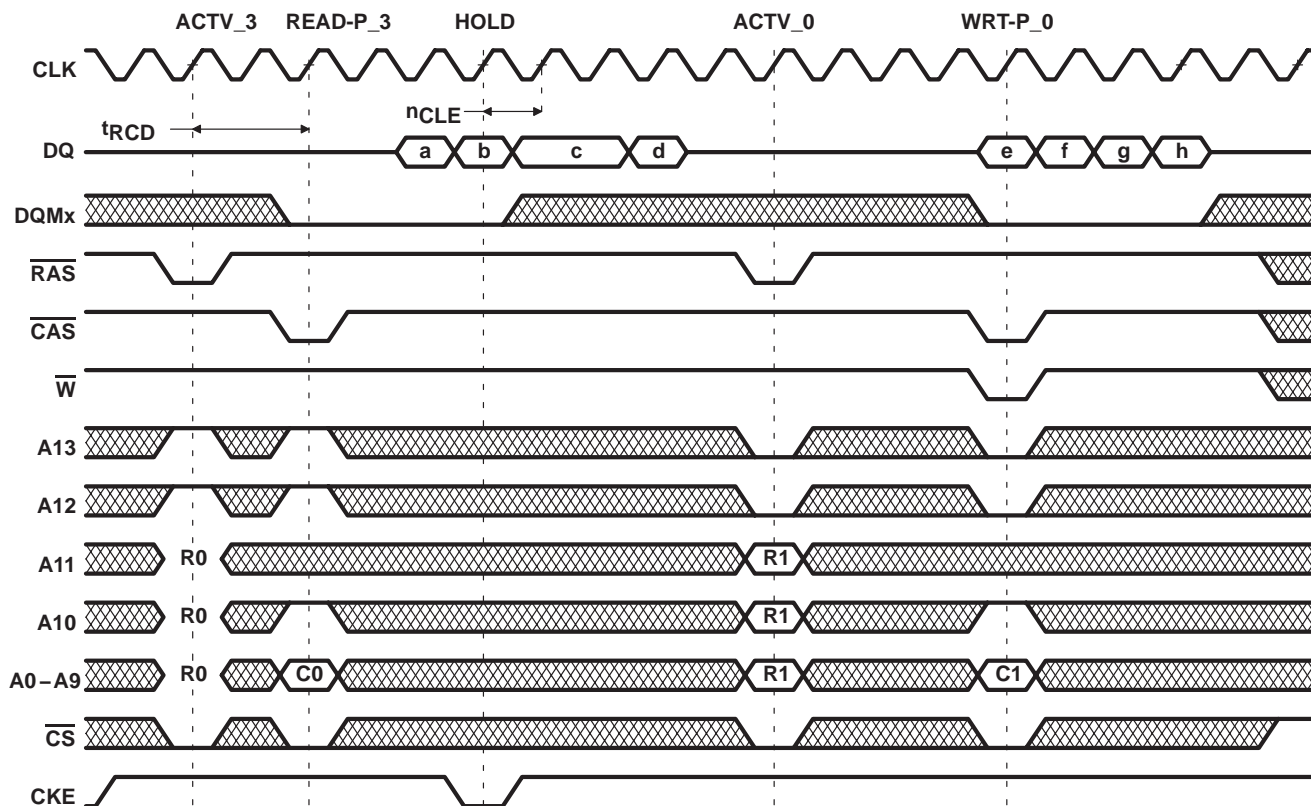 ACTV_3 READ-P_3 HOLD ACTV_0 WRT-P_0
CLK
nCLE
tRCD
DQ a b c d e f g h
DQMx
RAS
CAS
W
A13
A12
A11 R0 R1
A10 R0 R1
A0–A9 R0 C0 R1 C1
CS
CKE